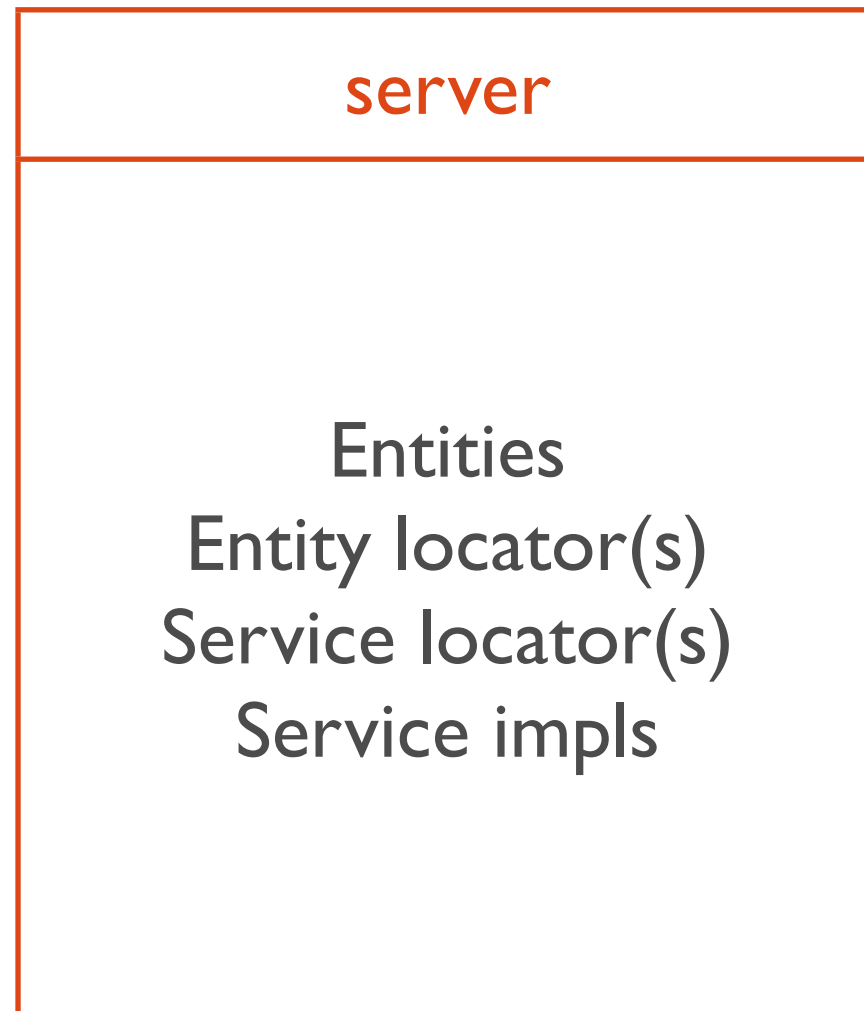 server
Entities
Entity locator(s)
Service locator(s)
Service impls